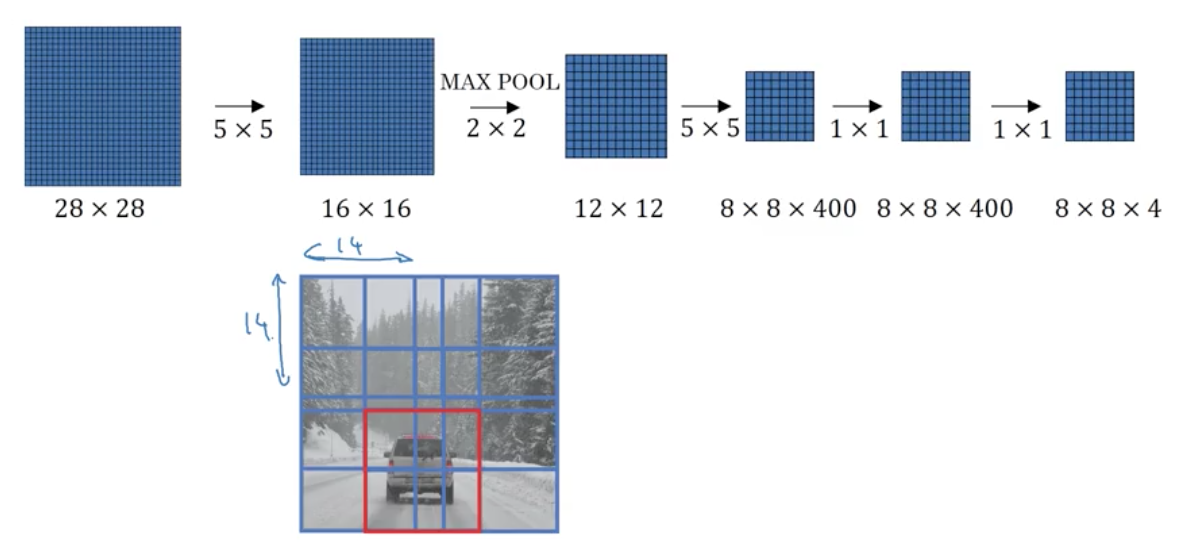 MAX POOL
5 × 5
2 × 2
5 × 5
1 × 1
1 × 1
28 × 28
16 × 16
12 × 12
8 × 8 × 400
8 × 8 × 400
8 × 8 × 4
14
14